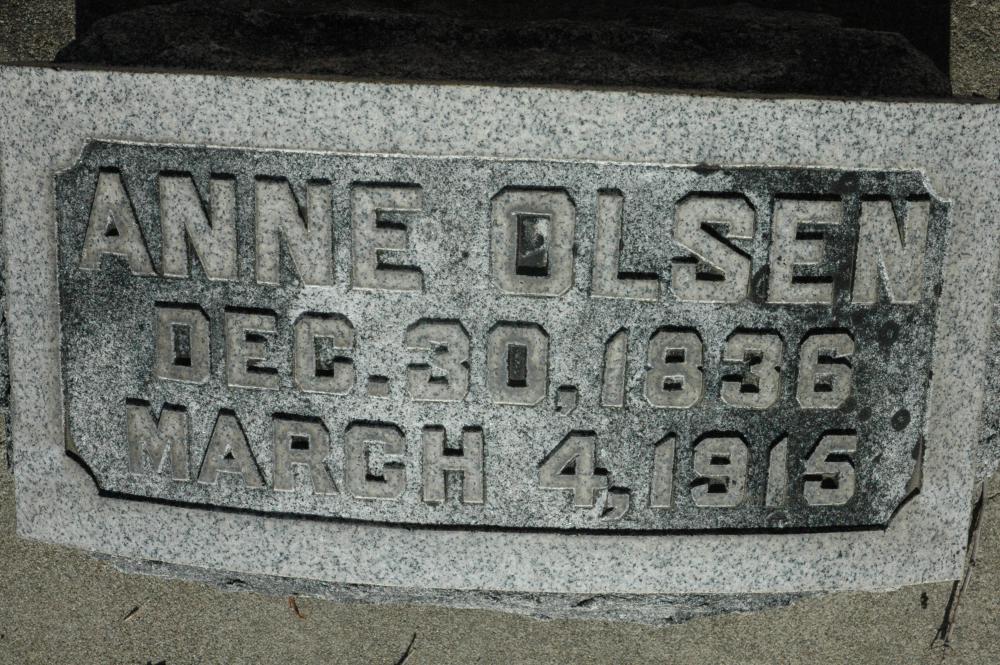 ANNE OLSEN
DEC. 30, 1836
MARCH 4, 1915